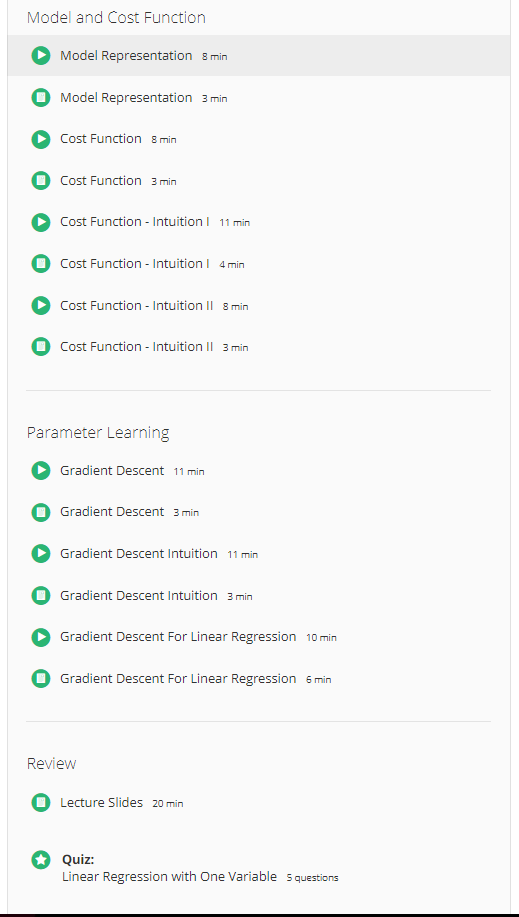 Model and Cost Function
Model Representation 8 min
Model Representation 3 min
Cost Function 8 min
Cost Function 3 min
Cost Function - Intuition I 11 min
Cost Function - Intuition I 4 min
Cost Function - Intuition II 8 min
Cost Function - Intuition II 3 min
Parameter Learning
Gradient Descent 11 min
Gradient Descent 3 min
Gradient Descent Intuition 11 min
Gradient Descent Intuition 3 min
Gradient Descent For Linear Regression 10 min
Gradient Descent For Linear Regression 6 min
Review
Lecture Slides 20 min
Quiz:
Linear Regression with One Variable 5 questions